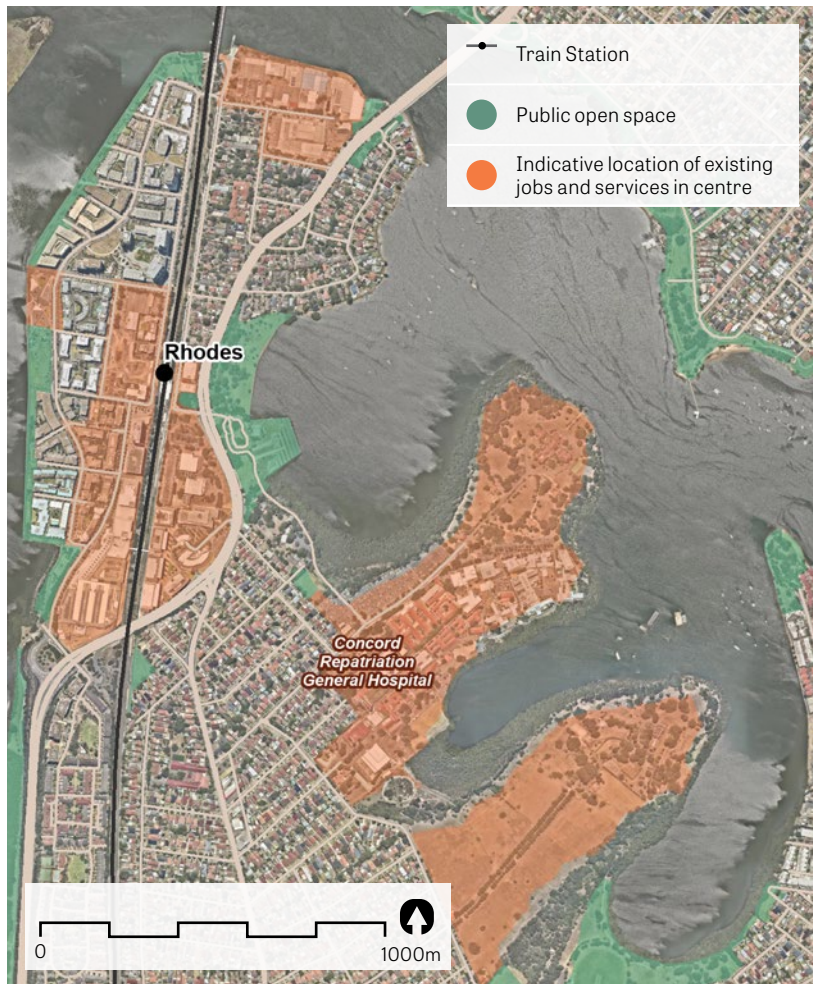 Train Station
Public open space
Indicative location of existing
jobs and services in centre
Rhodes
Concord
Repatriation
General Hospital
0
1000m